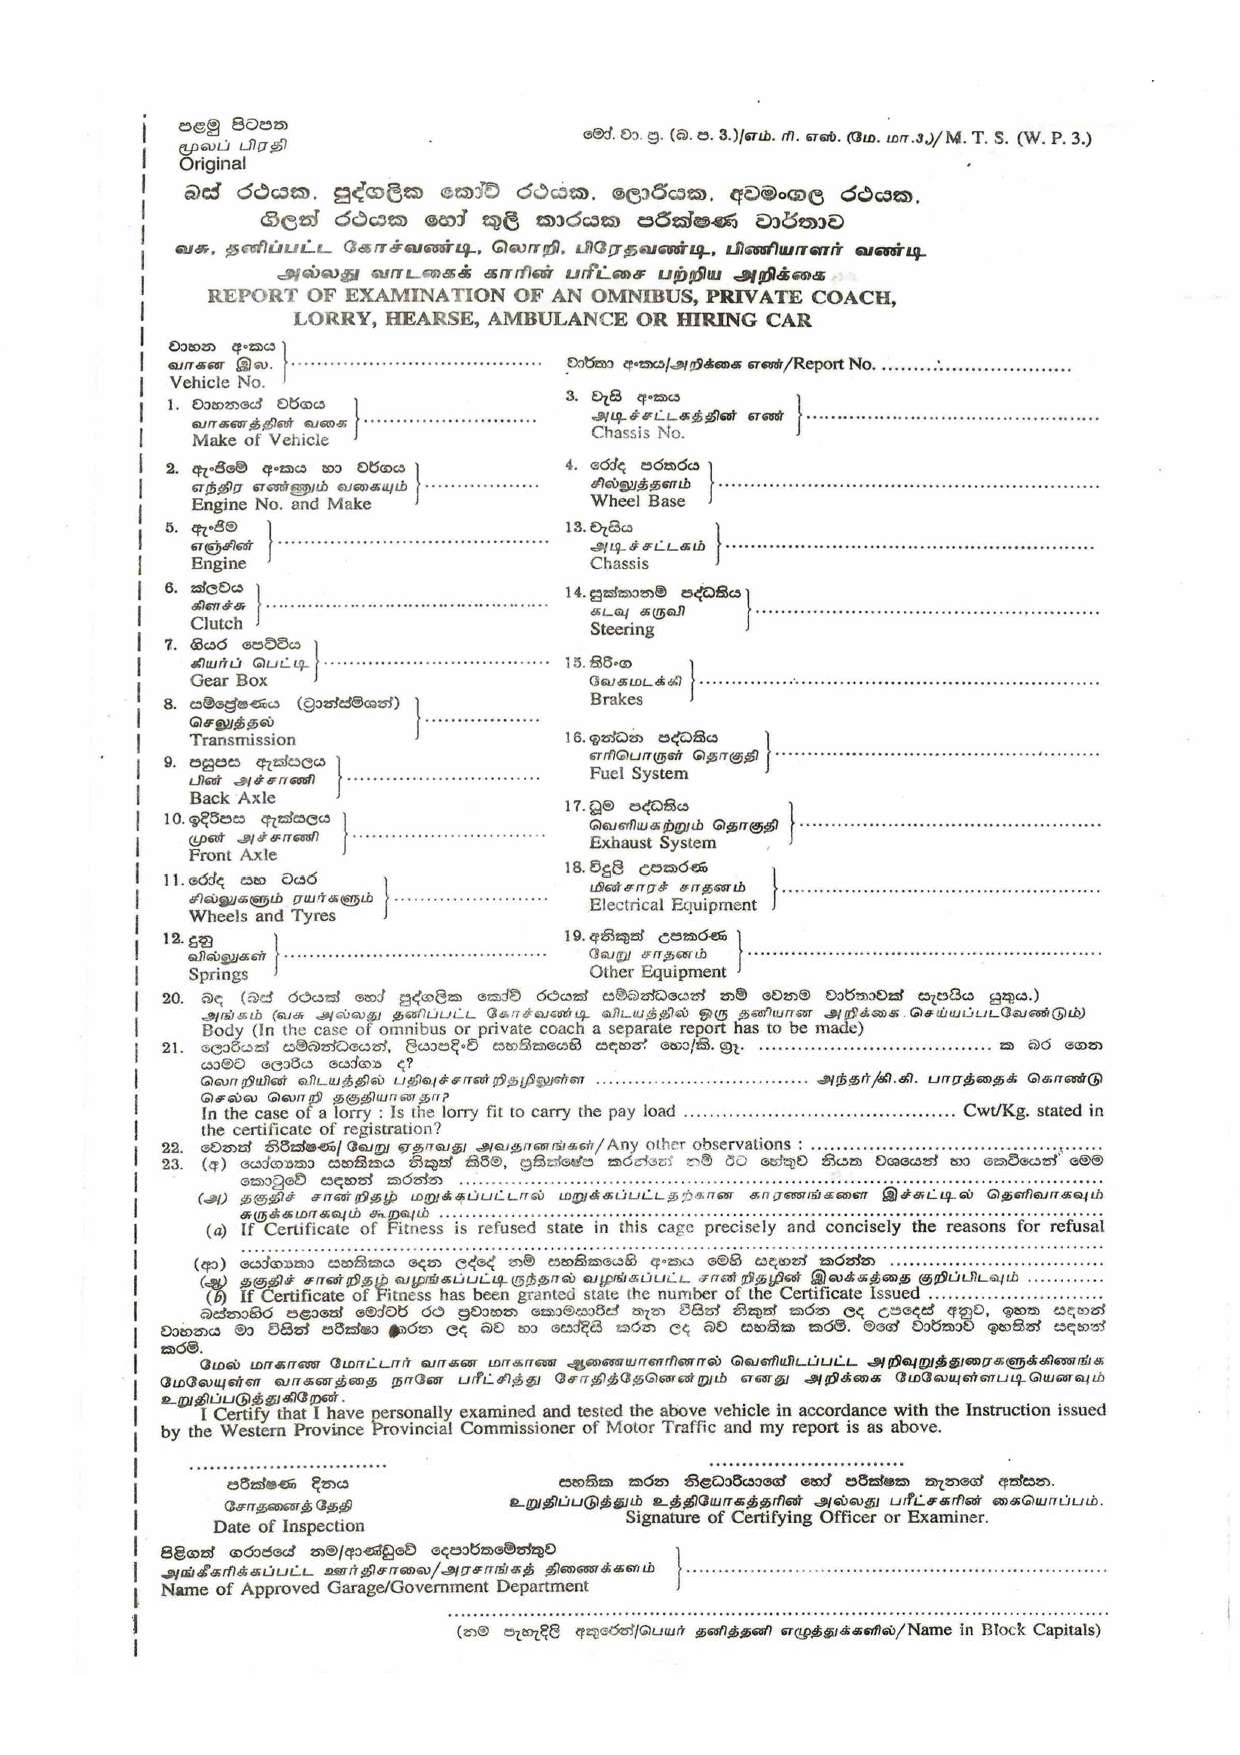 පළමු පිටපත
மூலப் பிரதி
Original
මෝ. වා. ප්‍ර. (බ. ප. 3.)/எம். ரி. எஸ். (மே. மா.3.)/M. T. S. (W. P. 3.)
බස් රථයක, පුද්ගලික කෝච් රථයක, ලොරියක, අවමංගල රථයක,
ගිලන් රථයක හෝ කුලී කාරයක පරීක්ෂණ වාර්තාව
வசு, தனிப்பட்ட கோச்வண்டி, லொறி, பிரேதவண்டி, பிணியாளர் வண்டி
அல்லது வாடகைக் காரின் பரீட்சை பற்றிய அறிக்கை
REPORT OF EXAMINATION OF AN OMNIBUS, PRIVATE COACH,
LORRY, HEARSE, AMBULANCE OR HIRING CAR
වාහන අංකය
வாகன இல. ..............................
Vehicle No.
වාර්තා අංකය/அறிக்கை எண்/Report No. ..............................
1. වාහනයේ වර්ගය
வாகனத்தின் வகை ..............................
Make of Vehicle
3. චැසි අංකය
அடிச்சட்டகத்தின் எண் ..............................
Chassis No.
2. ඇංජිමේ අංකය හා වර්ගය
எந்திர எண்ணும் வகையும் ..............................
Engine No. and Make
4. රෝද පරතරය
சில்லுத்தளம் ..............................
Wheel Base
5. ඇංජිම
எஞ்சின் ..............................
Engine
13. චැසිය
அடிச்சட்டகம் ..............................
Chassis
6. ක්ලචය
கிளச்சு ..............................
Clutch
14. සුක්කානම් පද්ධතිය
கடவு கருவி ..............................
Steering
7. ගියර පෙට්ටිය
கியர்ப் பெட்டி ..............................
Gear Box
15. තිරිංග
வேகமடக்கி ..............................
Brakes
8. සම්ප්‍රේෂණය (ට්‍රාන්ස්මිශන්)
செலுத்தல் ..............................
Transmission
16. ඉන්ධන පද්ධතිය
எரிபொருள் தொகுதி ..............................
Fuel System
9. පසුපස ඇක්සලය
பின் அச்சாணி ..............................
Back Axle
17. ධූම පද්ධතිය
வெளியகற்றும் தொகுதி ..............................
Exhaust System
10. ඉදිරිපස ඇක්සලය
முன் அச்சாணி ..............................
Front Axle
18. විදුලි උපකරණ
மின்சாரச் சாதனம் ..............................
Electrical Equipment
11. රෝද සහ ටයර
சில்லுகளும் ரயர்களும் ..............................
Wheels and Tyres
19. අනිකුත් උපකරණ
வேறு சாதனம் ..............................
Other Equipment
12. දුනු
வில்லுகள் ..............................
Springs
20. බඳ (බස් රථයක් හෝ පුද්ගලික කෝච් රථයක් සම්බන්ධයෙන් නම් වෙනම වාර්තාවක් සැපයිය යුතුය.)
அங்கம் (வசு அல்லது தனிப்பட்ட கோச்வண்டி விடயத்தில் ஒரு தனியான அறிக்கை செய்யப்படவேண்டும்)
Body (In the case of omnibus or private coach a separate report has to be made)
21. ලොරියක් සම්බන්ධයෙන්, ලියාපදිංචි සහතිකයෙහි සඳහන් හො/කි. ග්‍රෑ. .............................. ක බර ගෙන
යාමට ලොරිය යෝග්‍ය ද?
லொறியின் விடயத்தில் பதிவுச்சான்றிதழிலுள்ள .............................. அந்தர்/கி.கி. பாரத்தைக் கொண்டு
செல்ல லொறி தகுதியானதா?
In the case of a lorry : Is the lorry fit to carry the pay load .............................. Cwt/Kg. stated in
the certificate of registration?
22. වෙනත් නිරීක්ෂණ/வேறு ஏதாவது அவதானங்கள்/Any other observations : ..............................
23. (අ) යෝග්‍යතා සහතිකය නිකුත් කිරීම, ප්‍රතික්ෂේප කරන්නේ නම් ඊට හේතුව නියත වශයෙන් හා කෙටියෙන් මෙම
කොටුවේ සඳහන් කරන්න ..............................
(அ) தகுதிச் சான்றிதழ் மறுக்கப்பட்டால் மறுக்கப்பட்டதற்கான காரணங்களை இச்சுட்டில் தெளிவாகவும்
சுருக்கமாகவும் கூறவும் ..............................
(a) If Certificate of Fitness is refused state in this cage precisely and concisely the reasons for refusal
..............................
(ආ) යෝග්‍යතා සහතිකය දෙන ලද්දේ නම් සහතිකයෙහි අංකය මෙහි සඳහන් කරන්න ..............................
(ஆ) தகுதிச் சான்றிதழ் வழங்கப்பட்டிருந்தால் வழங்கப்பட்ட சான்றிதழின் இலக்கத்தை குறிப்பிடவும் ............
(b) If Certificate of Fitness has been granted state the number of the Certificate Issued ..............................
බස්නාහිර පළාතේ මෝටර් රථ ප්‍රවාහන කොමසාරිස් තැන විසින් නිකුත් කරන ලද උපදෙස් අනුව, ඉහත සඳහන්
වාහනය මා විසින් පරීක්ෂා කරන ලද බව හා සෝදිසි කරන ලද බව සහතික කරමි. මගේ වාර්තාව ඉහතින් සඳහන්
කරමි.
மேல் மாகாண மோட்டார் வாகன மாகாண ஆணையாளரினால் வெளியிடப்பட்ட அறிவுறுத்துரைகளுக்கிணங்க
மேலேயுள்ள வாகனத்தை நானே பரீட்சித்து சோதித்தேனென்றும் எனது அறிக்கை மேலேயுள்ளபடியெனவும்
உறுதிப்படுத்துகிறேன்.
I Certify that I have personally examined and tested the above vehicle in accordance with the Instruction issued
by the Western Province Provincial Commissioner of Motor Traffic and my report is as above.
..............................
පරීක්ෂණ දිනය
சோதனைத் தேதி
Date of Inspection
..............................
සහතික කරන නිළධාරියාගේ හෝ පරීක්ෂක තැනගේ අත්සන.
உறுதிப்படுத்தும் உத்தியோகத்தரின் அல்லது பரீட்சகரின் கையொப்பம்.
Signature of Certifying Officer or Examiner.
පිළිගත් ගරාජයේ නම/ආණ්ඩුවේ දෙපාර්තමේන්තුව
அங்கீகரிக்கப்பட்ட ஊர்திசாலை/அரசாங்கத் திணைக்களம் ..............................
Name of Approved Garage/Government Department
..............................
(නම පැහැදිලි අකුරෙන්/பெயர் தனித்தனி எழுத்துக்களில்/Name in Block Capitals)